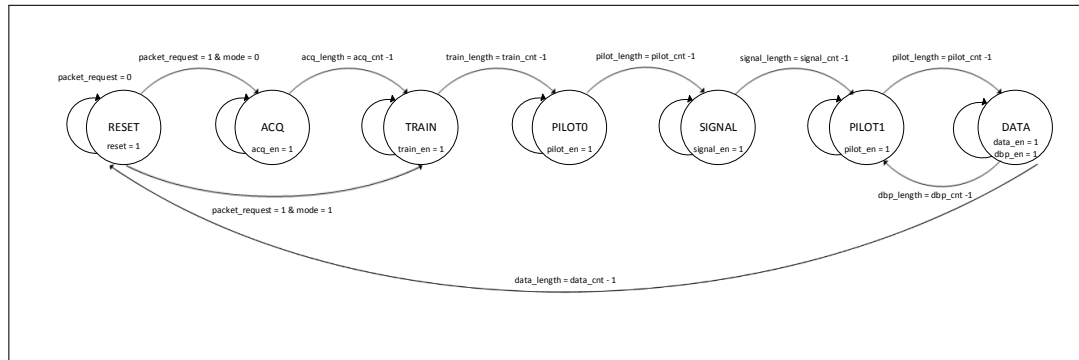 packet_request = 1 & mode = 0
acq_length = acq_cnt -1
train_length = train_cnt -1
pilot_length = pilot_cnt -1
signal_length = signal_cnt -1
pilot_length = pilot_cnt -1
packet_request = 0
RESET
reset = 1
ACQ
acq_en = 1
TRAIN
train_en = 1
PILOT0
pilot_en = 1
SIGNAL
signal_en = 1
PILOT1
pilot_en = 1
DATA
data_en = 1
dbp_en = 1
packet_request = 1 & mode = 1
dbp_length = dbp_cnt -1
data_length = data_cnt - 1